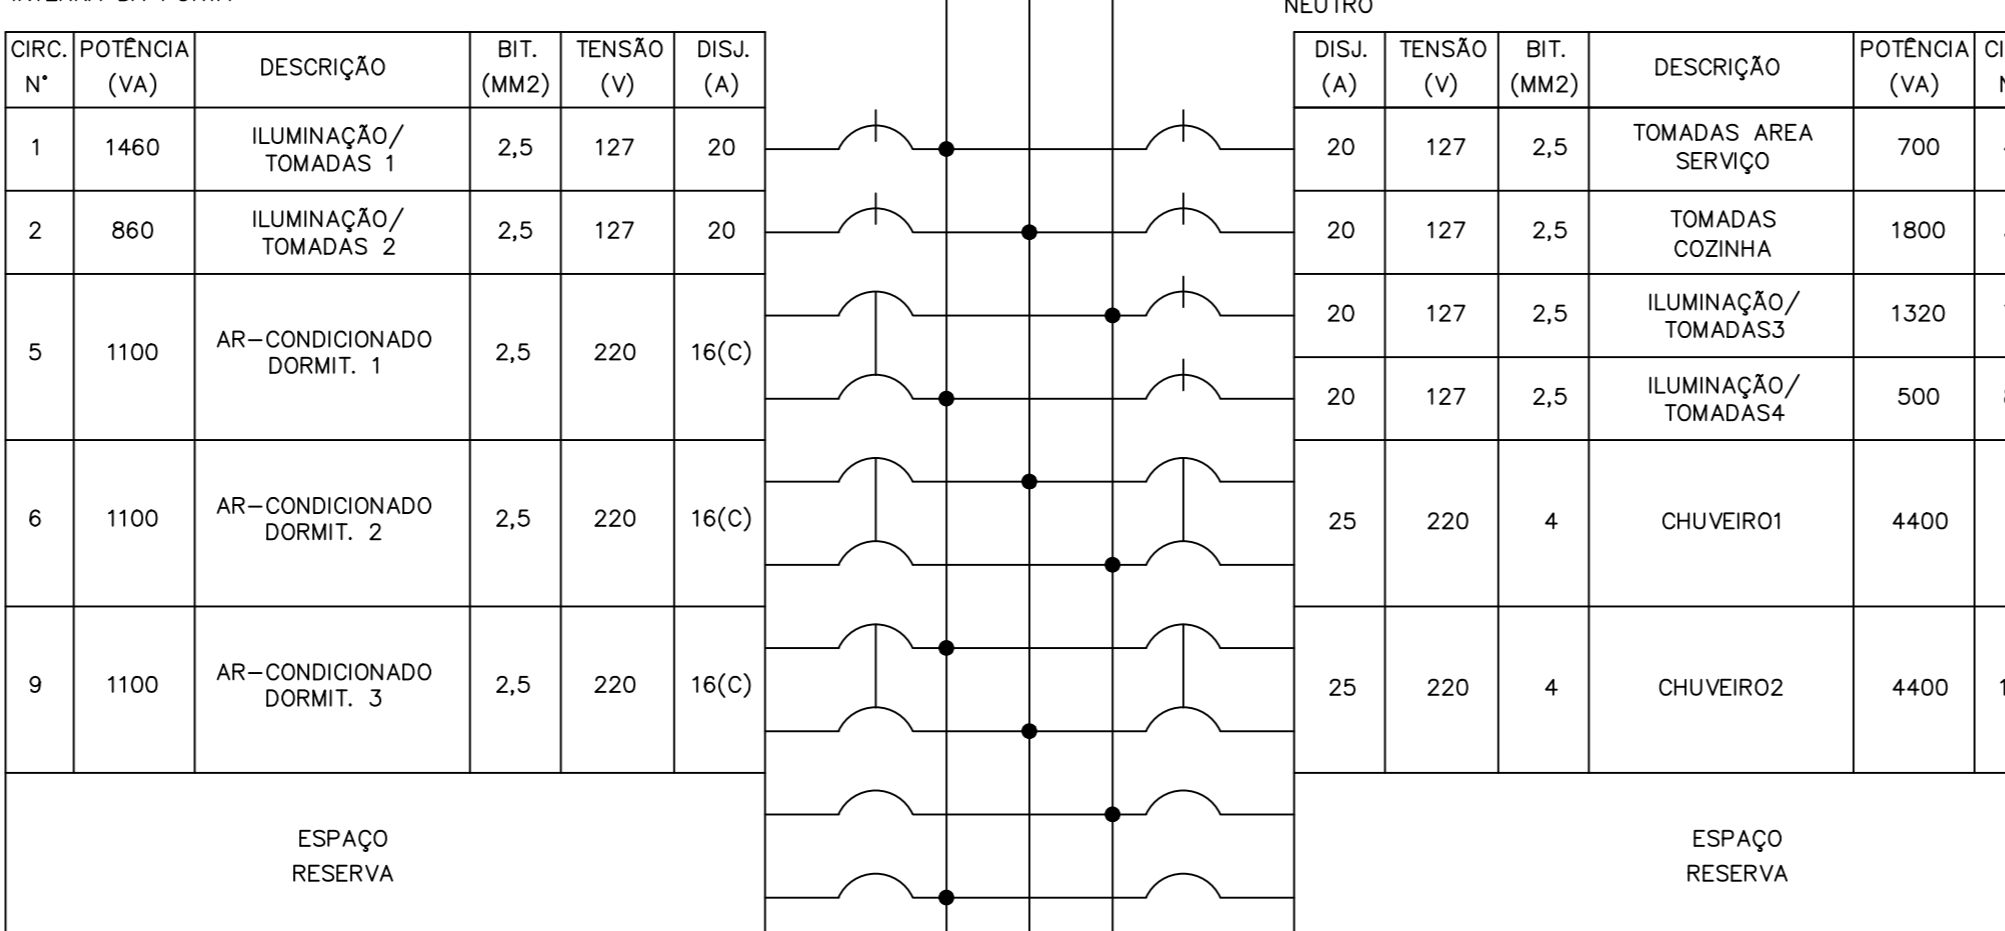 NEUTRO
CIRC. POTÊNCIA DESCRIÇÃO BIT. TENSÃO DISJ.
N° (VA) (MM2) (V) (A)
1 1460 ILUMINAÇÃO/ 2,5 127 20
TOMADAS 1
2 860 ILUMINAÇÃO/ 2,5 127 20
TOMADAS 2
5 1100 AR-CONDICIONADO 2,5 220 16(C)
DORMIT. 1
6 1100 AR-CONDICIONADO 2,5 220 16(C)
DORMIT. 2
9 1100 AR-CONDICIONADO 2,5 220 16(C)
DORMIT. 3
ESPAÇO
RESERVA
DISJ. TENSÃO BIT. DESCRIÇÃO POTÊNCIA
(A) (V) (MM2) (VA)
20 127 2,5 TOMADAS AREA 700
SERVIÇO
20 127 2,5 TOMADAS 1800
COZINHA
20 127 2,5 ILUMINAÇÃO/ 1320
TOMADAS3
20 127 2,5 ILUMINAÇÃO/ 500
TOMADAS4
25 220 4 CHUVEIRO1 4400
25 220 4 CHUVEIRO2 4400
ESPAÇO
RESERVA